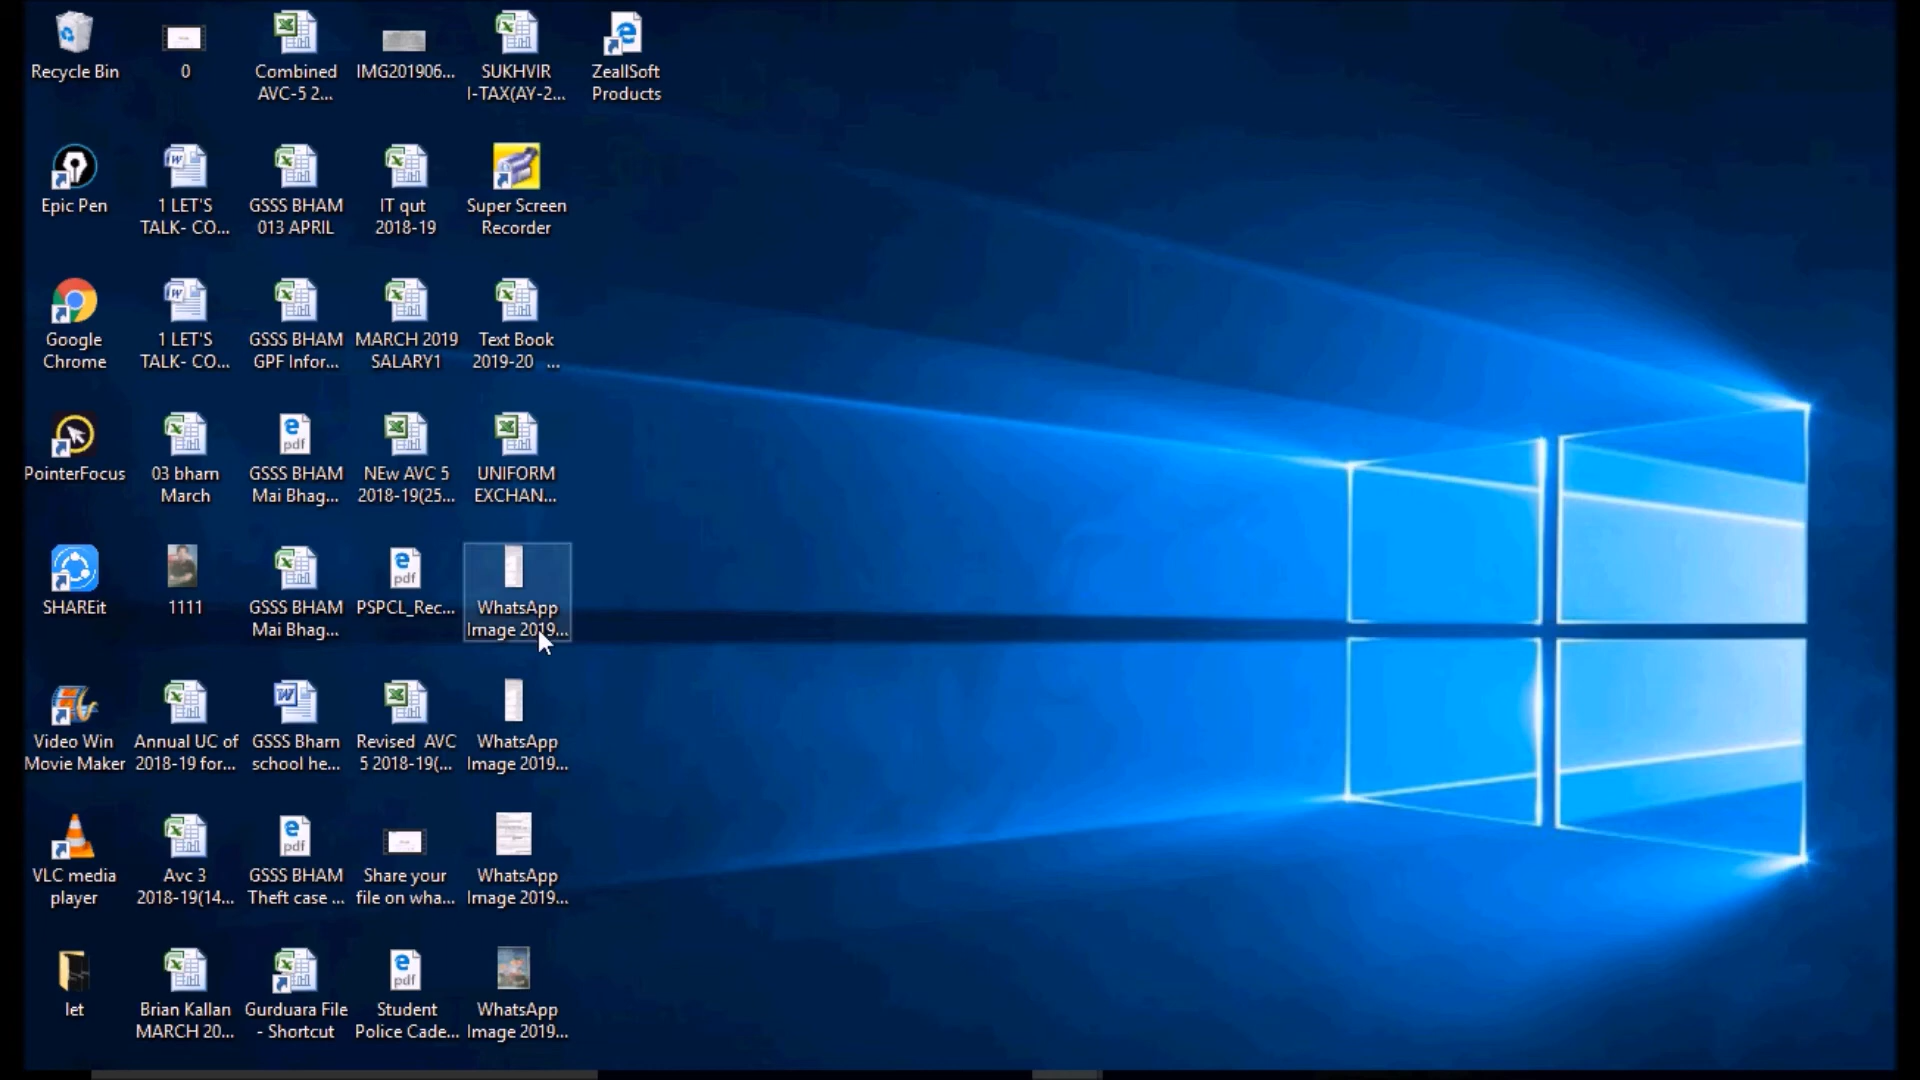 Recycle Bin
0
Combined
AVC-5 2...
IMG201906...
SUKHVIR
I-TAX(AY-2...
ZeallSoft
Products
Epic Pen
1 LET'S
TALK- CO...
GSSS BHAM
013 APRIL
IT qut
2018-19
Super Screen
Recorder
Google
Chrome
1 LET'S
TALK- CO...
GSSS BHAM
GPF Infor...
MARCH 2019
SALARY1
Text Book
2019-20 ...
PointerFocus
03 bham
March
pdf
GSSS BHAM
Mai Bhag...
NEw AVC 5
2018-19(25...
UNIFORM
EXCHAN...
SHAREit
1111
GSSS BHAM
Mai Bhag...
pdf
PSPCL_Rec...
WhatsApp
Image 2019...
Video Win
Movie Maker
Annual UC of
2018-19 for...
GSSS Bham
school he...
Revised AVC
5 2018-19(...
WhatsApp
Image 2019...
VLC media
player
Avc 3
2018-19(14...
pdf
GSSS BHAM
Theft case ...
Share your
file on wha...
WhatsApp
Image 2019...
let
Brian Kallan
MARCH 20...
Gurduara File
- Shortcut
pdf
Student
Police Cade...
WhatsApp
Image 2019...